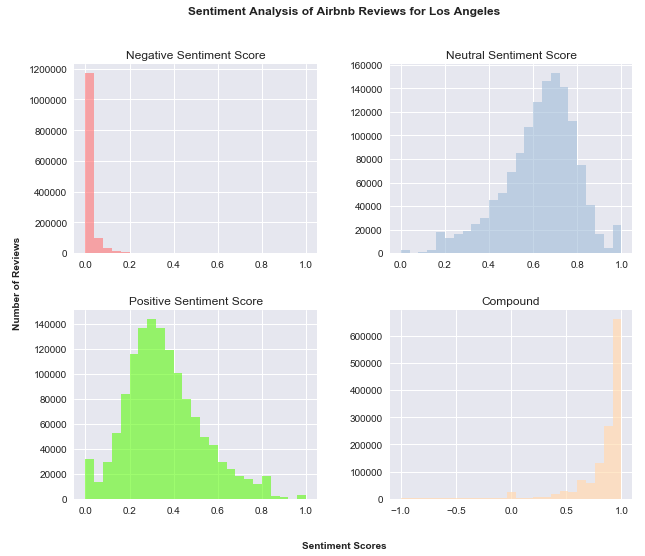 Sentiment Analysis of Airbnb Reviews for Los Angeles
Negative Sentiment Score
1200000
1000000
800000
600000
400000
200000
0
0.0 0.2 0.4 0.6 0.8 1.0
Neutral Sentiment Score
160000
140000
120000
100000
80000
60000
40000
20000
0
0.0 0.2 0.4 0.6 0.8 1.0
Number of Reviews
Positive Sentiment Score
140000
120000
100000
80000
60000
40000
20000
0
0.0 0.2 0.4 0.6 0.8 1.0
Compound
600000
500000
400000
300000
200000
100000
0
−1.0 −0.5 0.0 0.5 1.0
Sentiment Scores